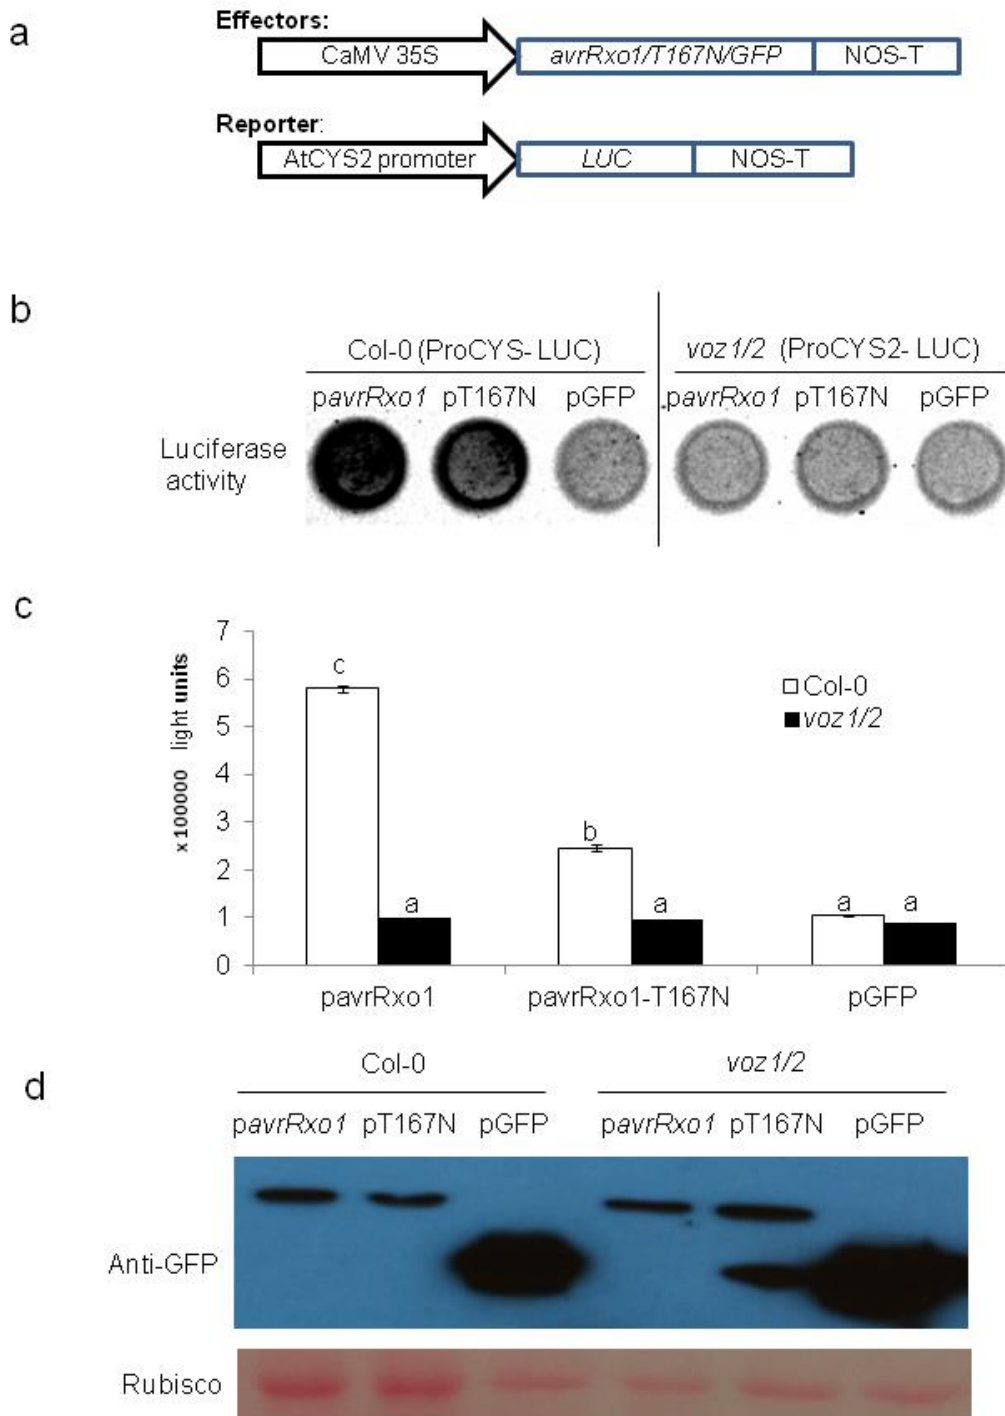 a
Effectors:
CaMV 35S
avrRxo1/T167N/GFP
NOS-T
Reporter:
AtCYS2 promoter
LUC
NOS-T
b
Col-0 (ProCYS- LUC)
voz1/2 (ProCYS2- LUC)
pavrRxo1 pT167N pGFP
pavrRxo1 pT167N pGFP
Luciferase
activity
c
x100000 light units
7
6
5
4
3
2
1
0
c
a
b
a
a
a
Col-0
voz1/2
pavrRxo1
pavrRxo1-T167N
pGFP
d
Col-0
voz1/2
pavrRxo1 pT167N pGFP
pavrRxo1 pT167N pGFP
Anti-GFP
Rubisco